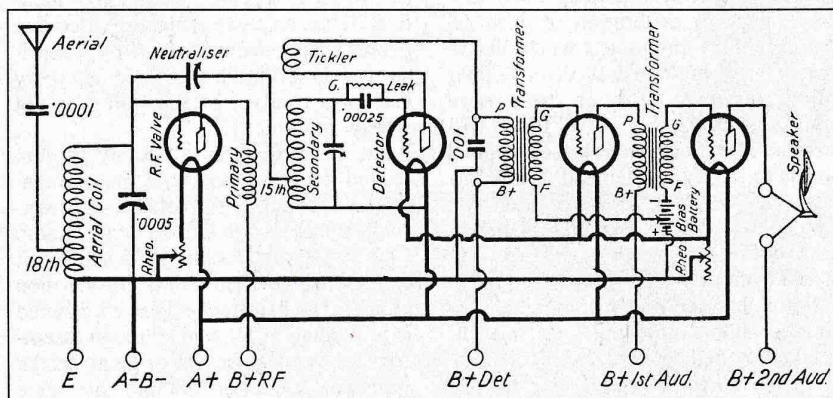 Aerial
Neutraliser
Tickler
.0001
R.F. Valve
G. Leak
.00025
Primary
15th
Secondary
Detector
.001
P
B+
Transformer
G
F
P
B+
Transformer
G
F
-
Bias Battery
+
Rheo.
Speaker
Aerial Coil
.0005
18th
Rheo.
E
A-B-
A+
B+RF
B+Det
B+1st Aud.
B+2nd Aud.